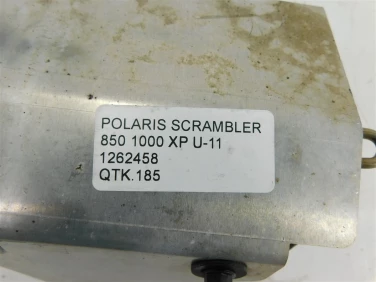 POLARIS SCRAMBLER
850 1000 XP U-11
1262458
QTK.185